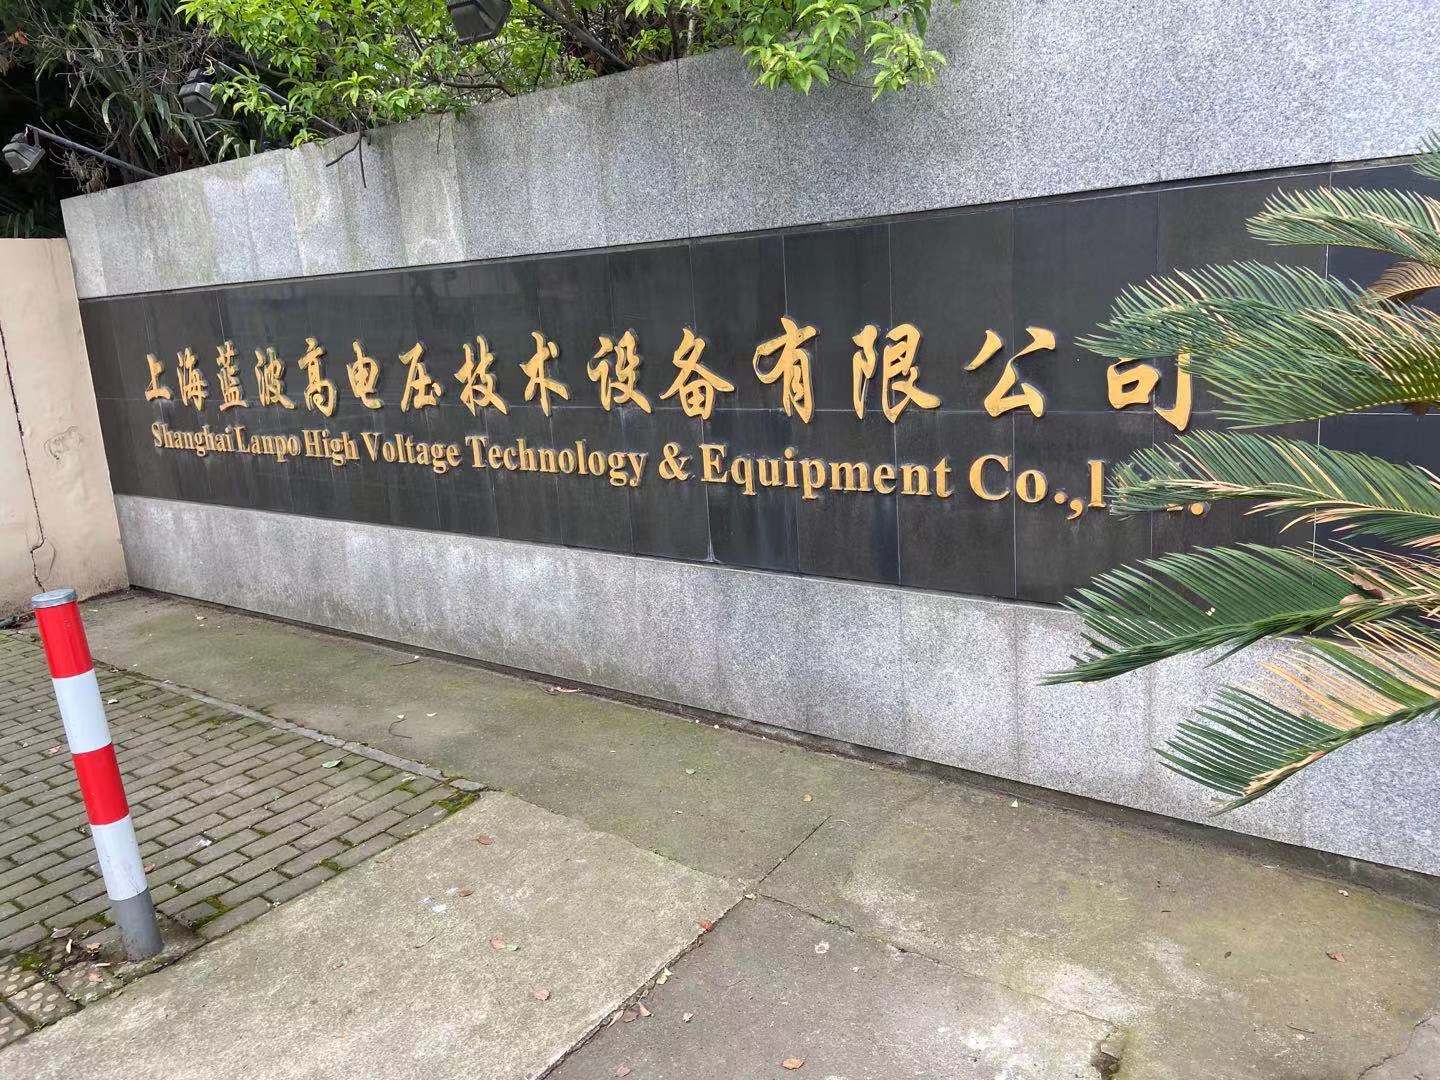 上海蓝波高电压技术设备有限公司
Shanghai Lanpo High Voltage Technology & Equipment Co.,